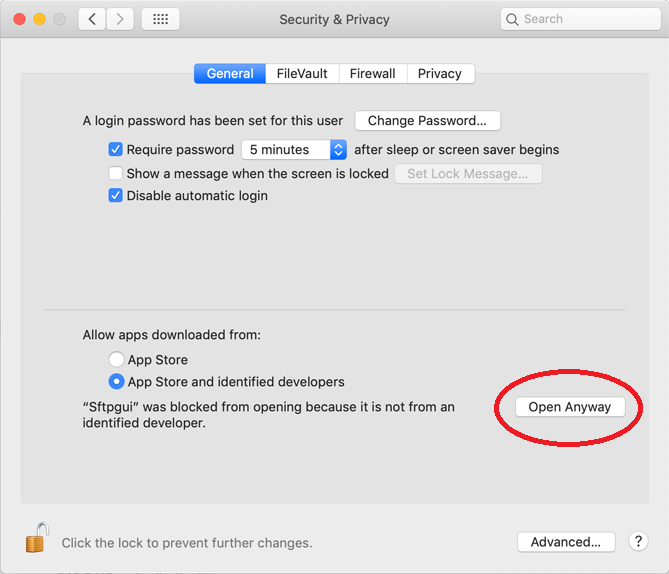 Security & Privacy
Search
General FileVault Firewall Privacy
A login password has been set for this user Change Password...
Require password 5 minutes after sleep or screen saver begins
Show a message when the screen is locked Set Lock Message...
Disable automatic login
Allow apps downloaded from:
App Store
App Store and identified developers
“Sftpgui” was blocked from opening because it is not from an
identified developer.
Open Anyway
Click the lock to prevent further changes.
Advanced...
?